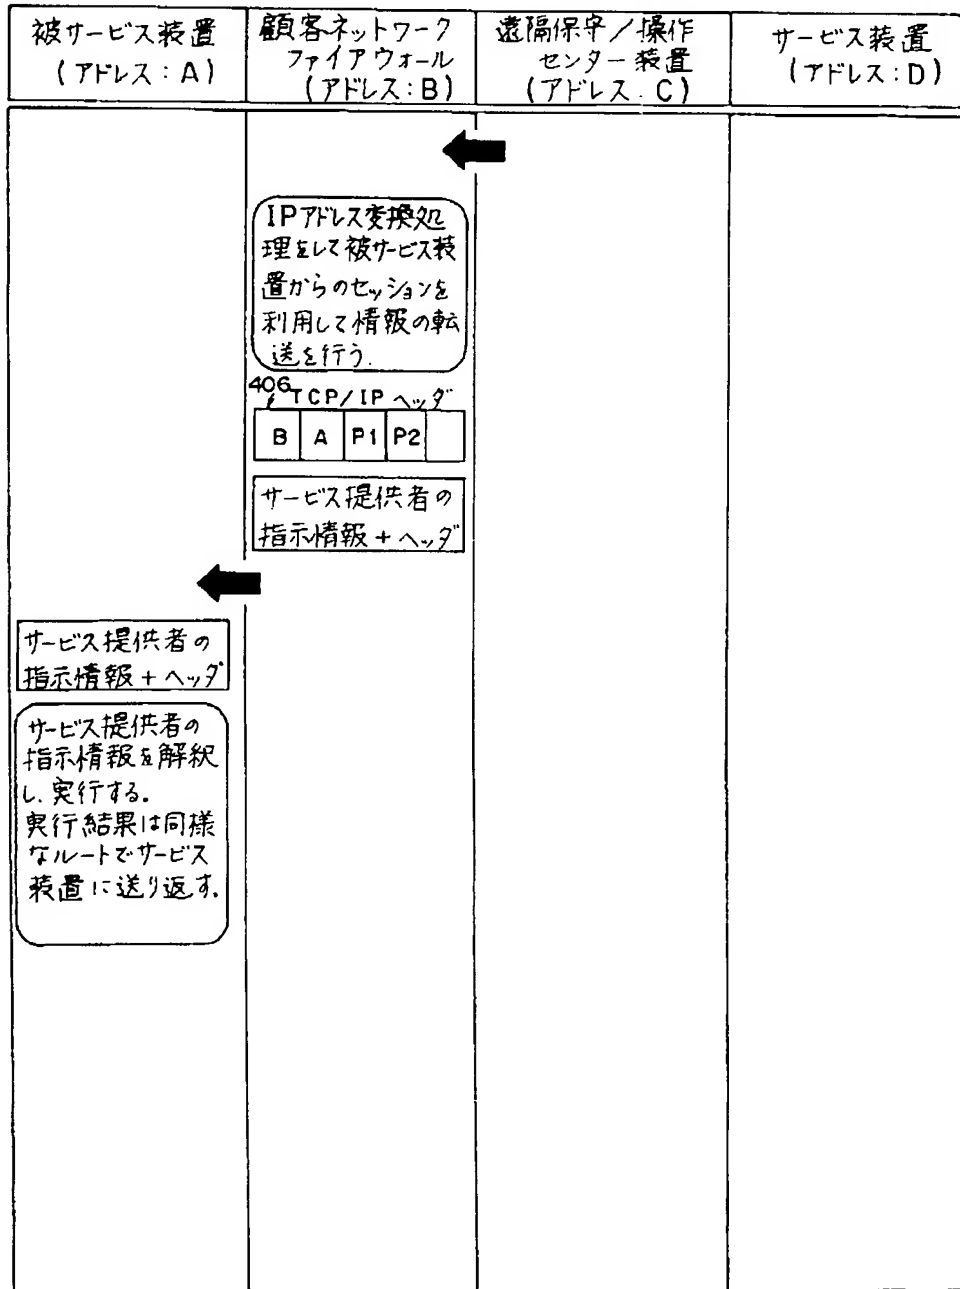 被サービス装置
(アドレス:A)
顧客ネットワーク
ファイアウォール
(アドレス:B)
遠隔保守/操作
センター装置
(アドレス:C)
サービス装置
(アドレス:D)
IPアドレス変換処
理をして被サービス装
置からのセッションを
利用して情報の転
送を行う.
406
TCP/IP ヘッダ
B A P1 P2
サービス提供者の
指示情報+ヘッダ
サービス提供者の
指示情報+ヘッダ
サービス提供者の
指示情報を解釈
し、実行する。
実行結果は同様
なルートでサービス
装置に送り返す.